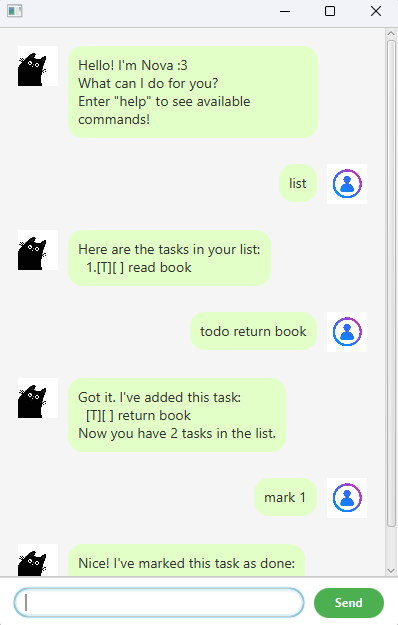 Hello! I'm Nova :3
What can I do for you?
Enter "help" to see available
commands!
list
Here are the tasks in your list:
1.[T][ ] read book
todo return book
Got it. I've added this task:
[T][ ] return book
Now you have 2 tasks in the list.
mark 1
Nice! I've marked this task as done:
Send